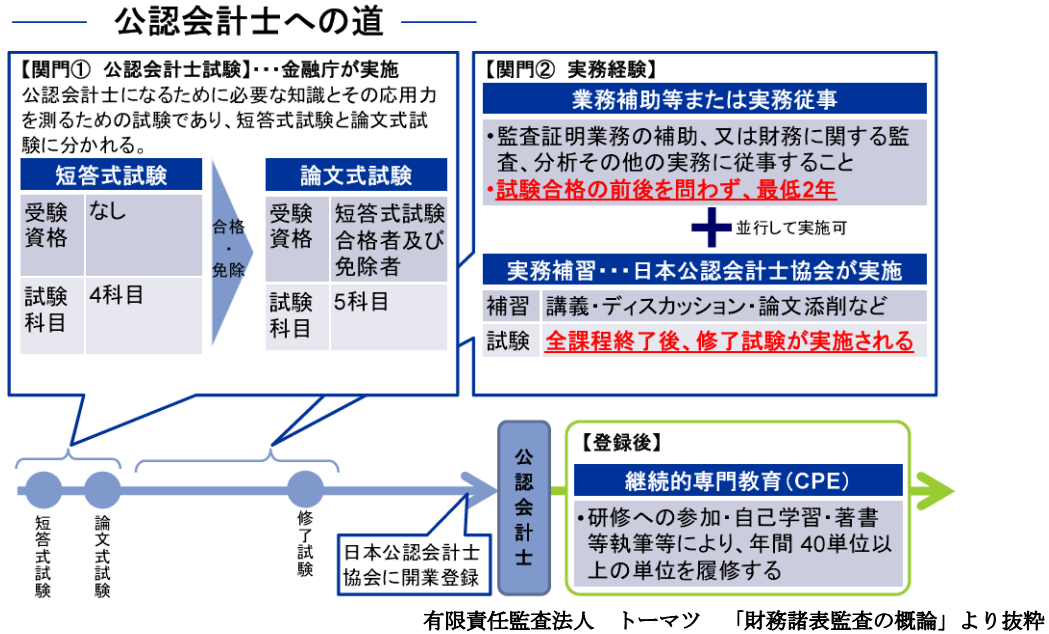 公認会計士への道
【関門① 公認会計士試験】･･･金融庁が実施
公認会計士になるために必要な知識とその応用力
を測るための試験であり、短答式試験と論文式試
験に分かれる。
短答式試験
受験
資格
なし
試験
科目
4科目
合格
・
免除
論文式試験
受験
資格
短答式試験
合格者及び
免除者
試験
科目
5科目
【関門② 実務経験】
業務補助等または実務従事
・監査証明業務の補助、又は財務に関する監
査、分析その他の実務に従事すること
・試験合格の前後を問わず、最低2年
並行して実施可
実務補習･･･日本公認会計士協会が実施
補習 講義・ディスカッション・論文添削など
試験 全課程終了後、修了試験が実施される
短答式試験
論文式試験
修了試験
日本公認会計士
協会に開業登録
公認会計士
【登録後】
継続的専門教育（CPE）
・研修への参加・自己学習・著書
等執筆等により、年間 40単位以
上の単位を履修する
有限責任監査法人 トーマツ 「財務諸表監査の概論」より抜粋